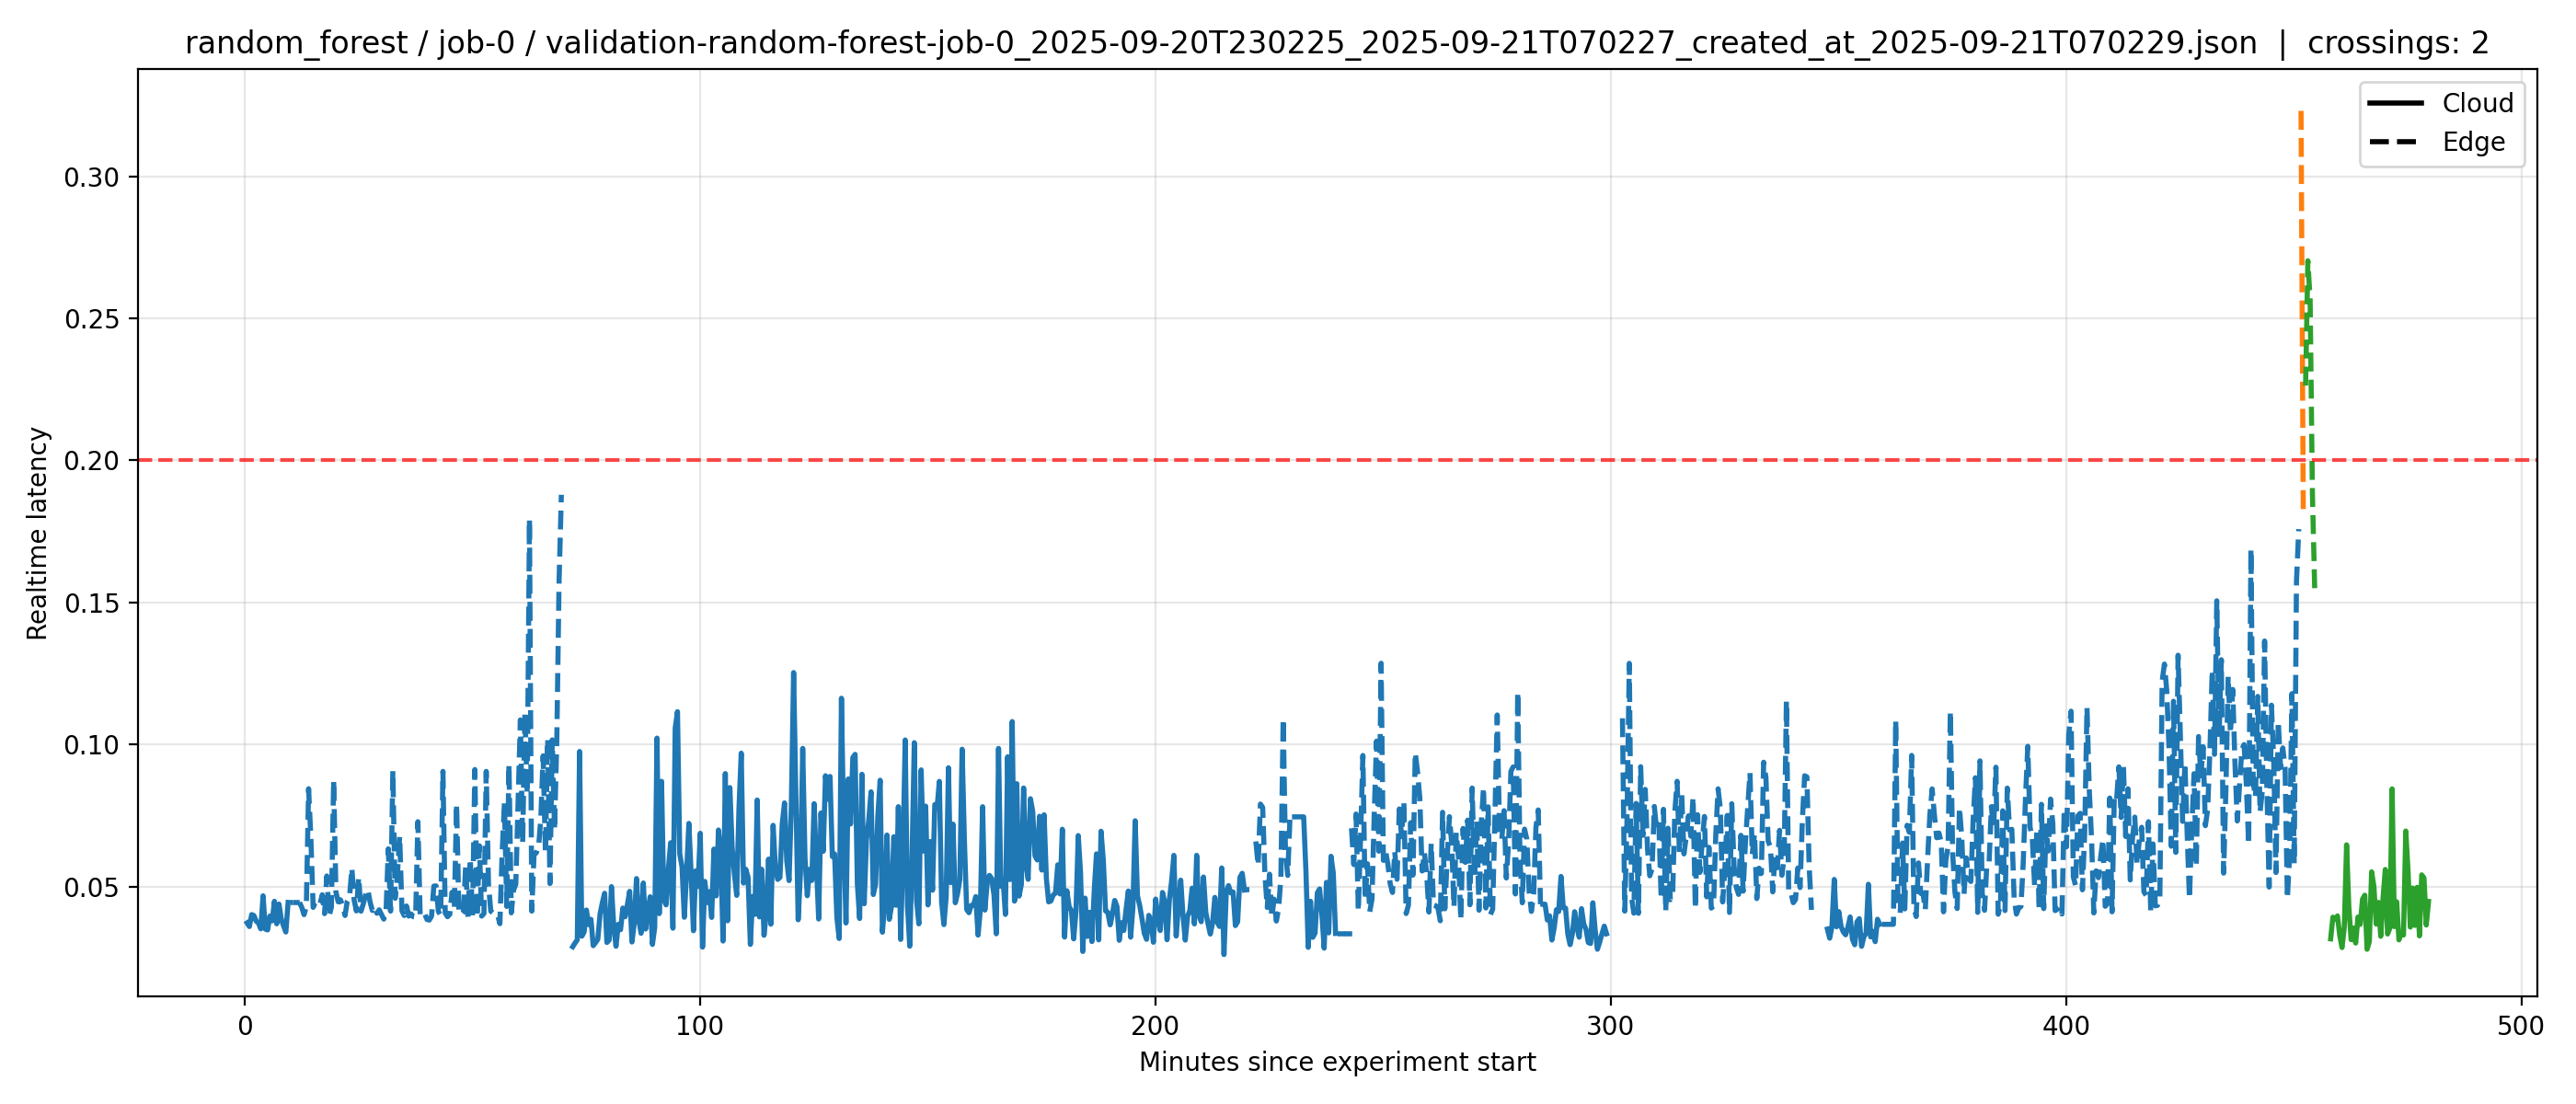 random_forest / job-0 / validation-random-forest-job-0_2025-09-20T230225_2025-09-21T070227_created_at_2025-09-21T070229.json | crossings: 2
Cloud
Edge
Realtime latency
0.30
0.25
0.20
0.15
0.10
0.05
0
100
200
300
400
500
Minutes since experiment start